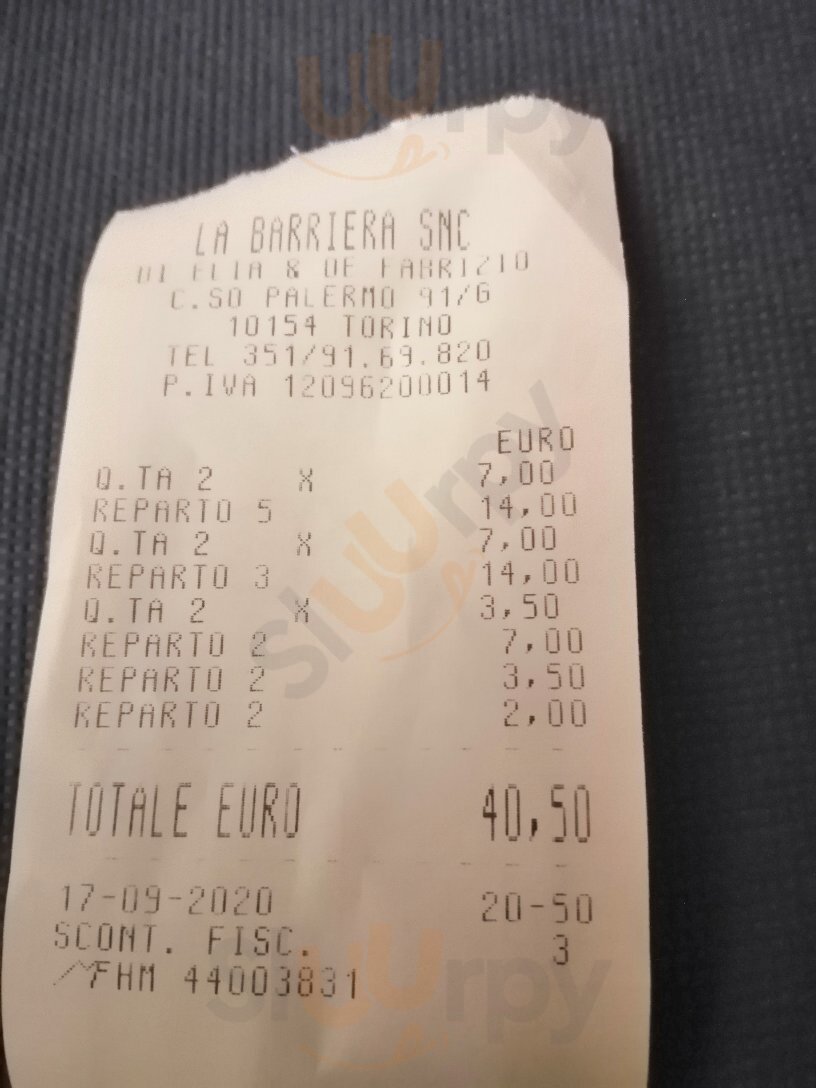 LA BARRIERA SNC
DI ELIA & DE FABRIZIO
C.SO PALERMO 91/G
10154 TORINO
TEL 351/91.69.820
P.IVA 12096200014
EURO
Q.TA 2 X 7,00
REPARTO 5 14,00
Q.TA 2 X 7,00
REPARTO 3 14,00
Q.TA 2 X 3,50
REPARTO 2 7,00
REPARTO 2 3,50
REPARTO 2 2,00
TOTALE EURO 40,50
17-09-2020 20-50
SCONT. FISC. 3
FHM 44003831
sluurpy
sluurpy
sluurpy